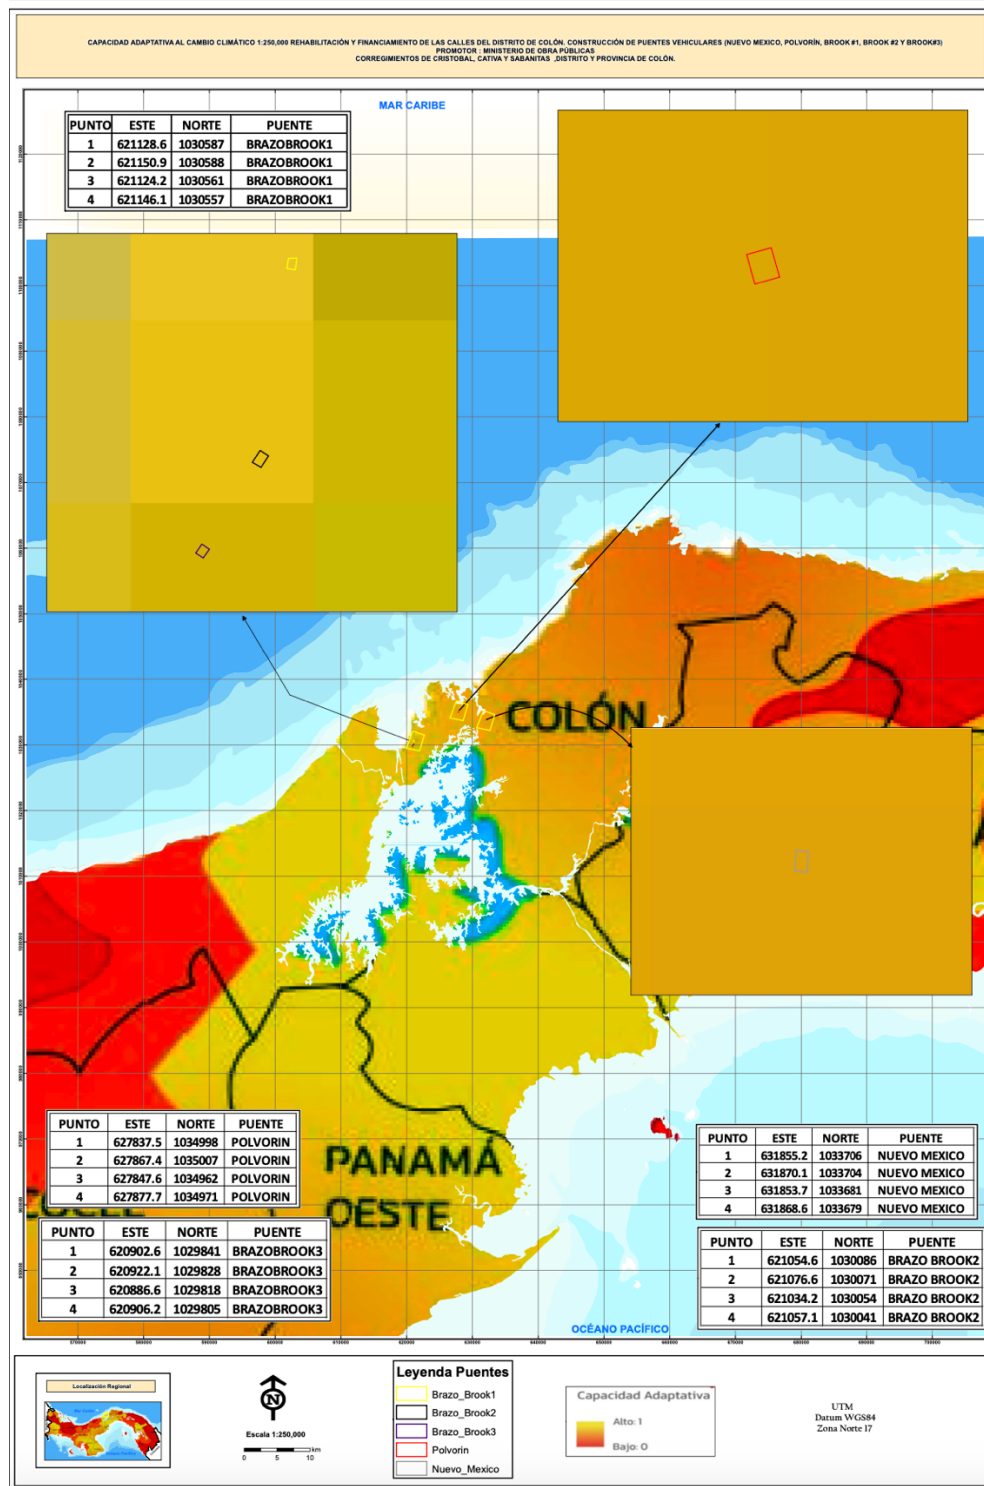 CAPACIDAD ADAPTATIVA AL CAMBIO CLIMÁTICO 1:250,000 REHABILITACIÓN Y FINANCIAMIENTO DE LAS CALLES DEL DISTRITO DE COLÓN. CONSTRUCCIÓN DE PUENTES VEHICULARES (NUEVO MEXICO, POLVORÍN, BROOK #1, BROOK #2 Y BROOK#3)
PROMOTOR : MINISTERIO DE OBRA PÚBLICAS
CORREGIMIENTOS DE CRISTOBAL, CATIVA Y SABANITAS ,DISTRITO Y PROVINCIA DE COLÓN.
MAR CARIBE
PUNTO ESTE NORTE PUENTE
1 621128.6 1030587 BRAZOBROOK1
2 621150.9 1030588 BRAZOBROOK1
3 621124.2 1030561 BRAZOBROOK1
4 621146.1 1030557 BRAZOBROOK1
COLÓN
PANAMÁ
OESTE
PUNTO ESTE NORTE PUENTE
1 627837.5 1034998 POLVORIN
2 627867.4 1035007 POLVORIN
3 627847.6 1034962 POLVORIN
4 627877.7 1034971 POLVORIN
PUNTO ESTE NORTE PUENTE
1 620902.6 1029841 BRAZOBROOK3
2 620922.1 1029828 BRAZOBROOK3
3 620886.6 1029818 BRAZOBROOK3
4 620906.2 1029805 BRAZOBROOK3
PUNTO ESTE NORTE PUENTE
1 631855.2 1033706 NUEVO MEXICO
2 631870.1 1033704 NUEVO MEXICO
3 631853.7 1033681 NUEVO MEXICO
4 631868.6 1033679 NUEVO MEXICO
PUNTO ESTE NORTE PUENTE
1 621054.6 1030086 BRAZO BROOK2
2 621076.6 1030071 BRAZO BROOK2
3 621034.2 1030054 BRAZO BROOK2
4 621057.1 1030041 BRAZO BROOK2
OCÉANO PACÍFICO
Localización Regional
N
Escala 1:250,000
km
0 5 10
Leyenda Puentes
Brazo_Brook1
Brazo_Brook2
Brazo_Brook3
Polvorin
Nuevo_Mexico
Capacidad Adaptativa
Alto: 1
Bajo: 0
UTM
Datum WGS84
Zona Norte 17